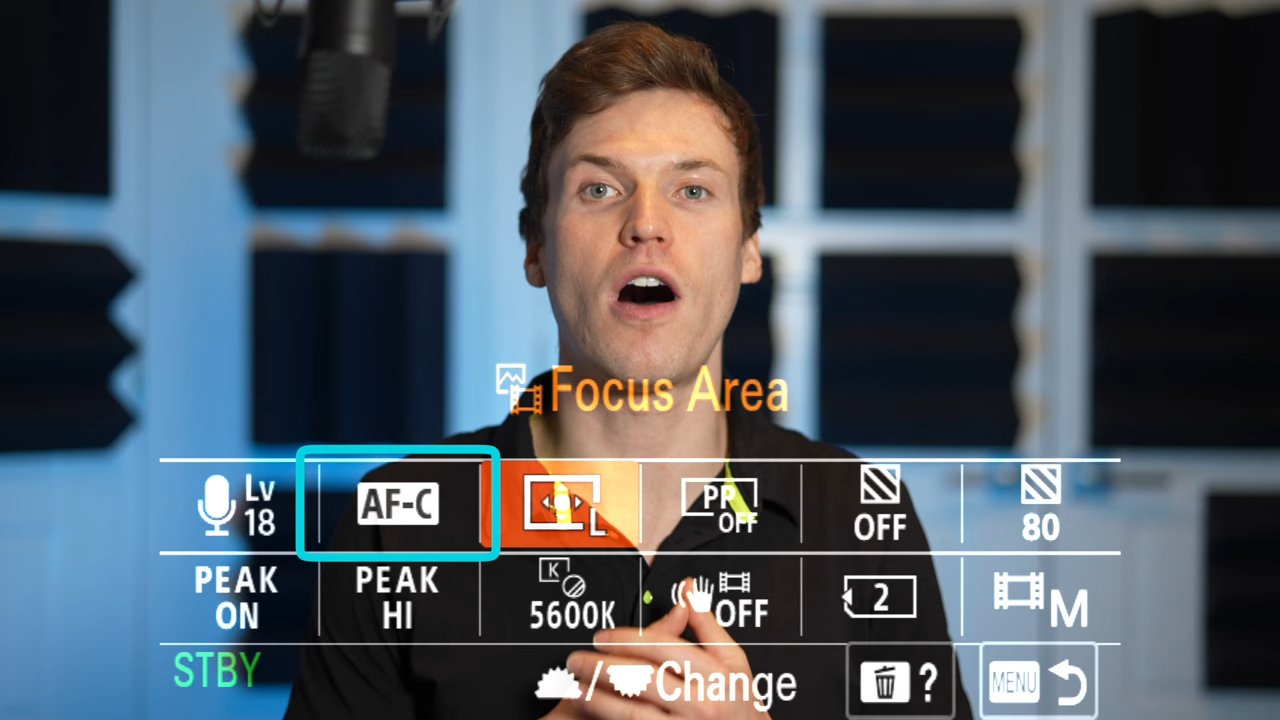 Focus Area
Lv 18
AF-C
L
PP OFF
OFF
80
PEAK ON
PEAK HI
K 5600K
OFF
2
M
STBY
/ Change
?
MENU